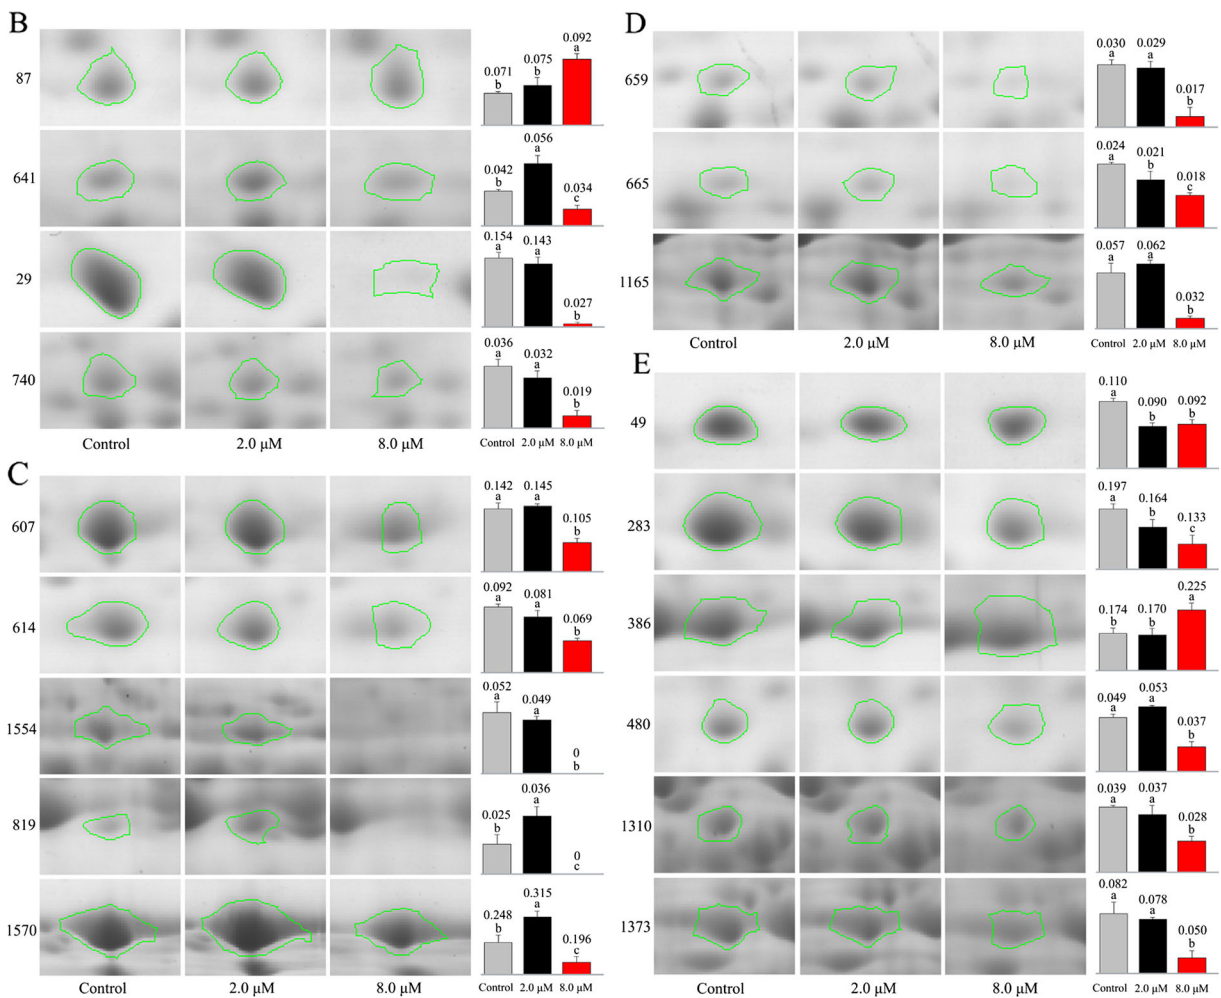 B
87
0.071
b
0.075
b
0.092
a
641
0.042
b
0.056
a
0.034
c
29
0.154
a
0.143
a
0.027
b
740
0.036
a
0.032
a
0.019
b
Control 2.0 μM 8.0 μM Control 2.0 μM 8.0 μM
C
607
0.142
a
0.145
a
0.105
b
614
0.092
a
0.081
a
0.069
b
1554
0.052
a
0.049
a
0
b
819
0.025
b
0.036
a
0
c
1570
0.248
b
0.315
a
0.196
c
Control 2.0 μM 8.0 μM Control 2.0 μM 8.0 μM
D
659
0.030
a
0.029
a
0.017
b
665
0.024
a
0.021
b
0.018
c
1165
0.057
a
0.062
a
0.032
b
Control 2.0 μM 8.0 μM Control 2.0 μM 8.0 μM
E
49
0.110
a
0.090
b
0.092
b
283
0.197
a
0.164
b
0.133
c
386
0.174
b
0.170
b
0.225
a
480
0.049
a
0.053
a
0.037
b
1310
0.039
a
0.037
a
0.028
b
1373
0.082
a
0.078
a
0.050
b
Control 2.0 μM 8.0 μM Control 2.0 μM 8.0 μM